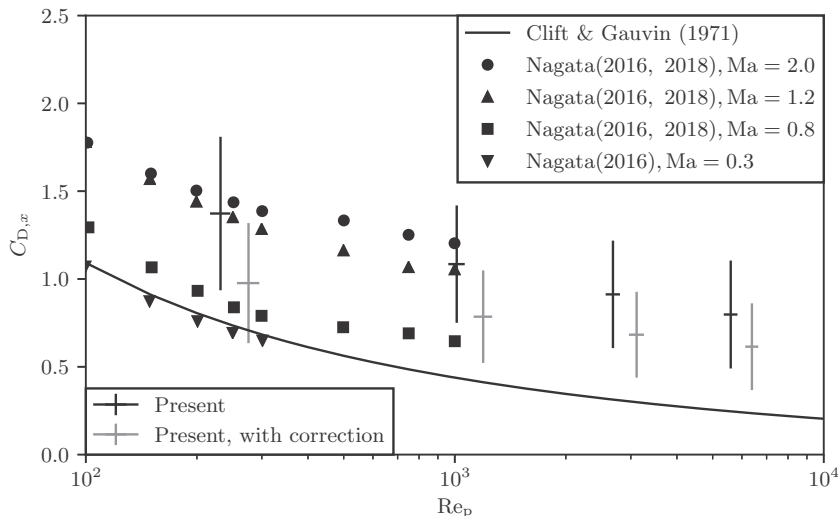 2.5
2.0
1.5
1.0
0.5
0.0
C_{D,x}
Clift & Gauvin (1971)
Nagata(2016, 2018), Ma = 2.0
Nagata(2016, 2018), Ma = 1.2
Nagata(2016, 2018), Ma = 0.8
Nagata(2016), Ma = 0.3
Present
Present, with correction
10^2
10^3
10^4
Re_p